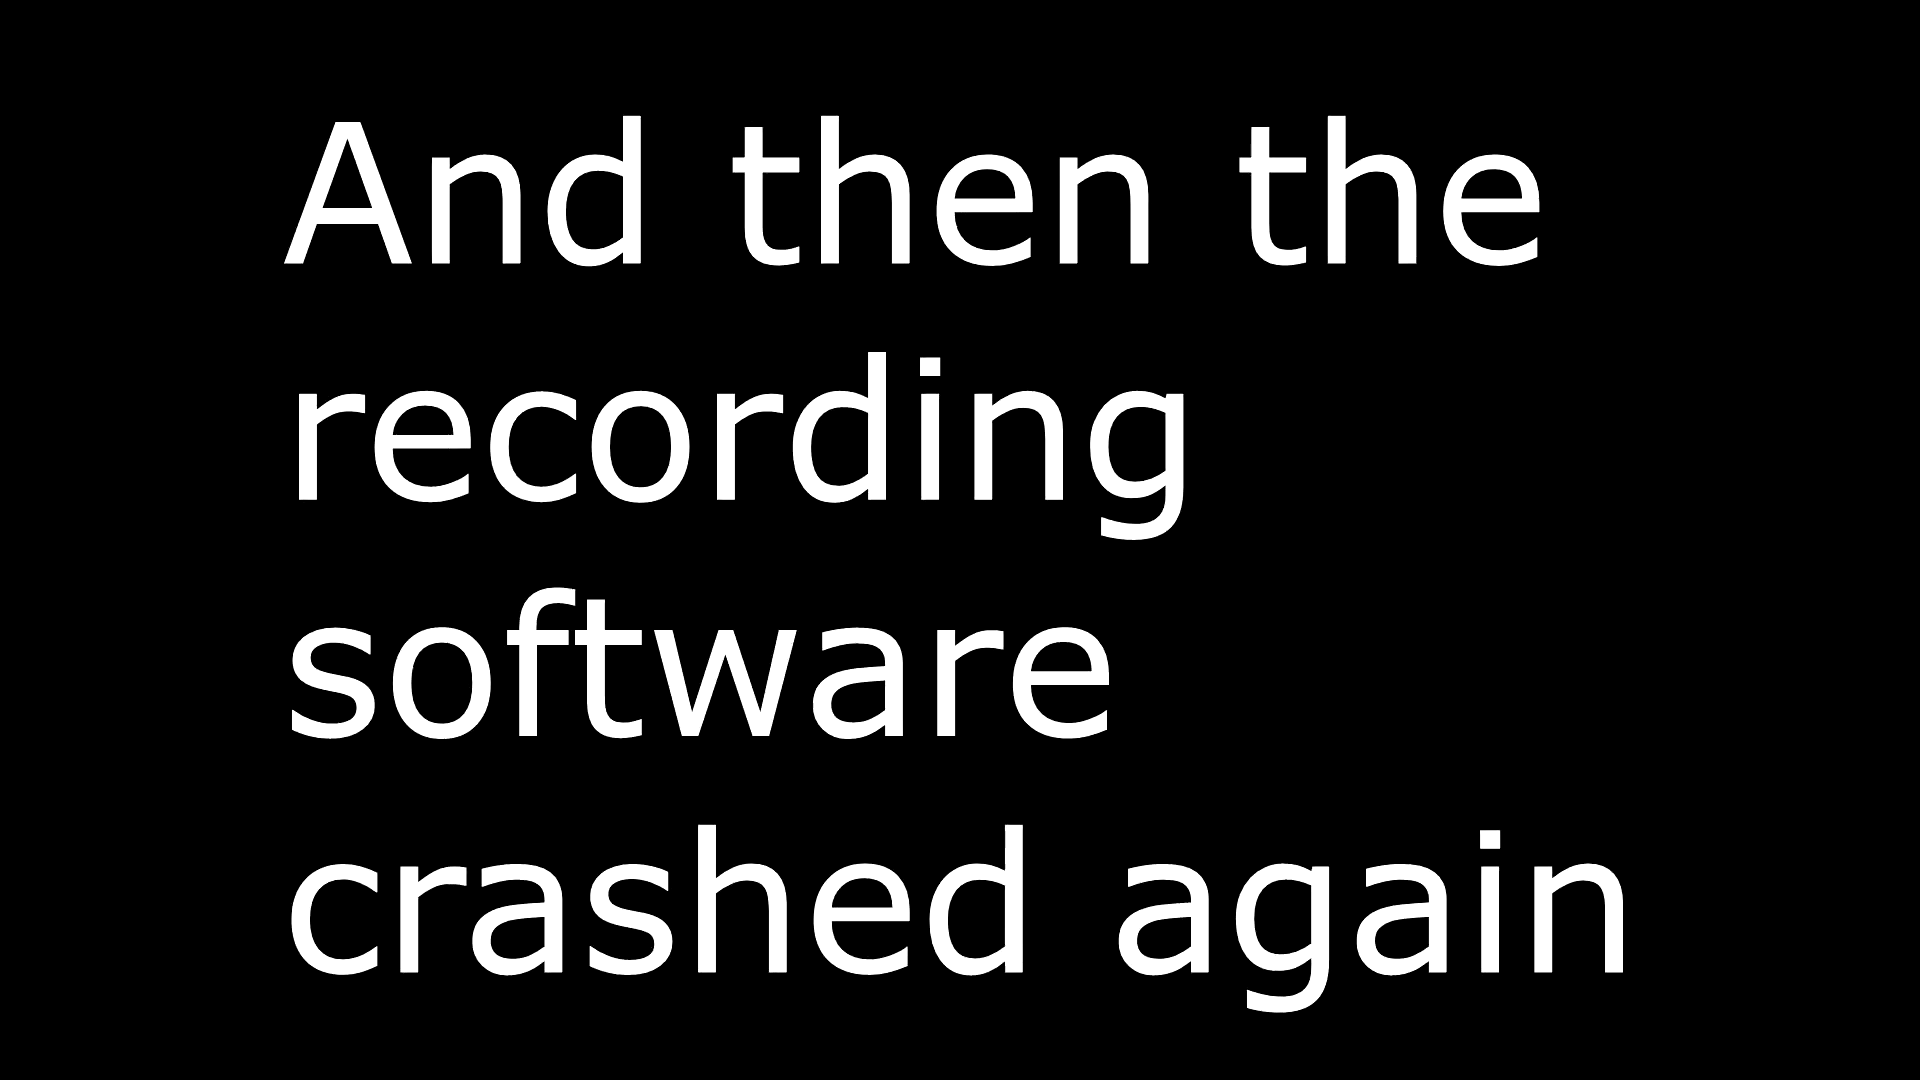 And then the
recording
software
crashed again